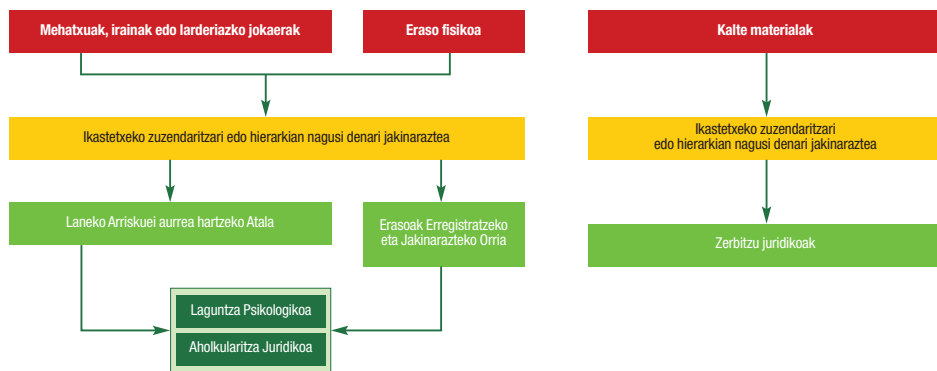 Mehatxuak, irainak edo larderiazko jokaerak
Eraso fisikoa
Kalte materialak
Ikastetxeko zuzendaritzari edo hierarkian nagusi denari jakinaraztea
Ikastetxeko zuzendaritzari
edo hierarkian nagusi denari jakinaraztea
Laneko Arriskuei aurrea hartzeko Atala
Erasoak Erregistratzeko
eta Jakinarazteko Orria
Zerbitzu juridikoak
Laguntza Psikologikoa
Aholkularitza Juridikoa